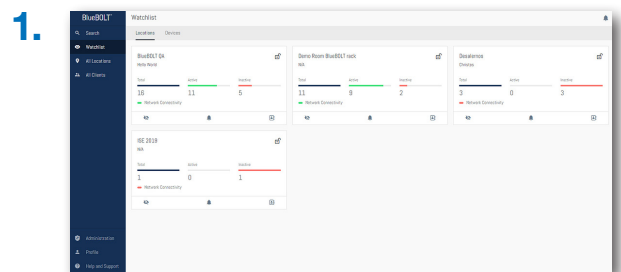 1.
BlueBOLT
Watchlist
Search
Watchlist
All Locations
All Clients
Locations Devices
BlueBOLT QA
Hello World
Total Active Inactive
16 11 5
Network Connectivity
Demo Room BlueBOLT rack
N/A
Total Active Inactive
11 9 2
Network Connectivity
Christos
Total Active Inactive
3 0 3
Network Connectivity
ISE 2019
N/A
Total Active Inactive
1 0 1
Network Connectivity
Administration
Profile
Help and Support